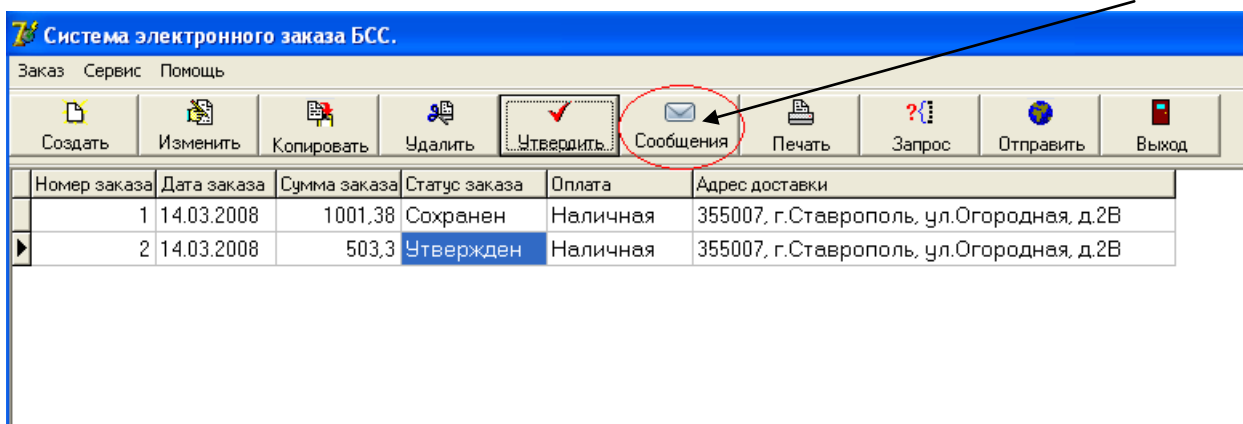 Система электронного заказа БСС.
Заказ Сервис Помощь
Создать Изменить Копировать Удалить Утвердить Сообщения Печать Запрос Отправить Выход
Номер заказа Дата заказа Сумма заказа Статус заказа Оплата Адрес доставки
1 14.03.2008 1001,38 Сохранен Наличная 355007, г.Ставрополь, ул.Огородная, д.2В
2 14.03.2008 503,3 Утвержден Наличная 355007, г.Ставрополь, ул.Огородная, д.2В